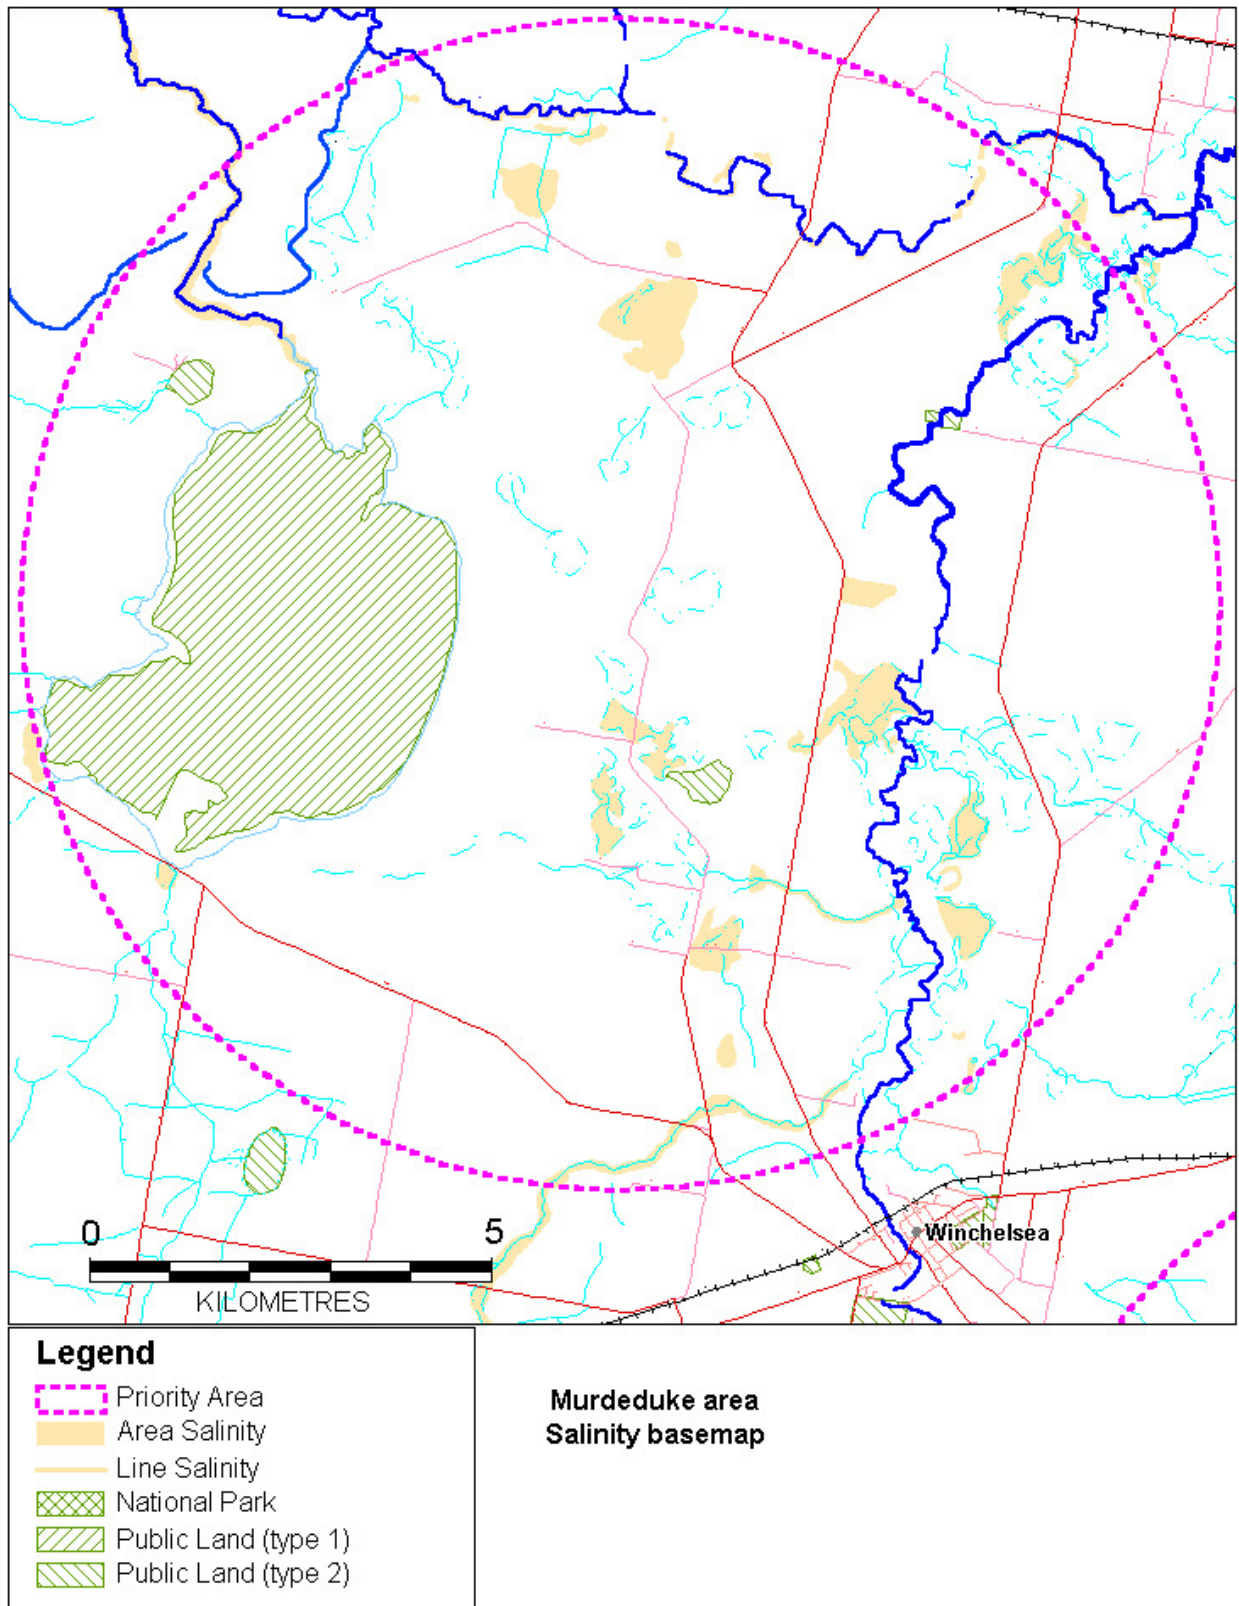 Winchelsea
0 5
KILOMETRES
Legend
Priority Area
Area Salinity
Line Salinity
National Park
Public Land (type 1)
Public Land (type 2)
Murdeduke area
Salinity basemap